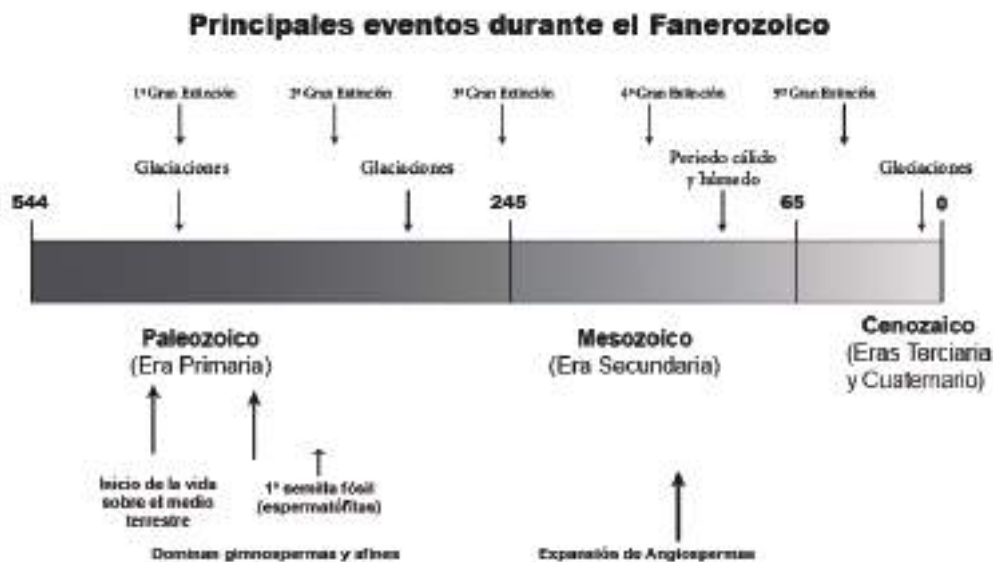 Principales eventos durante el Fanerozoico
1ª Gran Extinción 2ª Gran Extinción 3ª Gran Extinción 4ª Gran Extinción 5ª Gran Extinción
Glaciaciones Glaciaciones Periodo cálido Glaciaciones
y húmedo
544 245 65 0
Paleozoico Mesozoico Cenozaico
(Era Primaria) (Era Secundaria) (Eras Terciaria
y Cuaternario)
Inicio de la vida
sobre el medio
terrestre
1ª semilla fósil
(espermatófitas)
Dominan gimnospermas y afines Expansión de Angiospermas